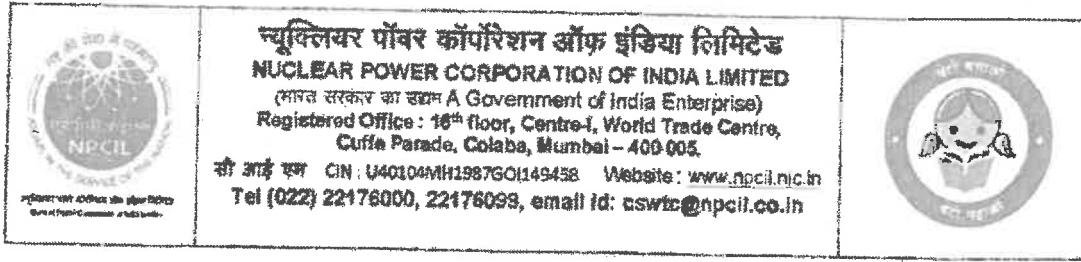 न्यूक्लियर पॉवर कॉर्पोरेशन ऑफ़ इंडिया लिमिटेड
NUCLEAR POWER CORPORATION OF INDIA LIMITED
(भारत सरकार का उद्यम A Government of India Enterprise)
Registered Office : 16th floor, Centre-I, World Trade Centre,
Cuffe Parade, Colaba, Mumbai – 400 005.
सी आई एन CIN : U40104MH1987GOI149458 Website : www.npcil.nic.in
Tel (022) 22176000, 22176093, email id: cswtc@npcil.co.in
NPCIL